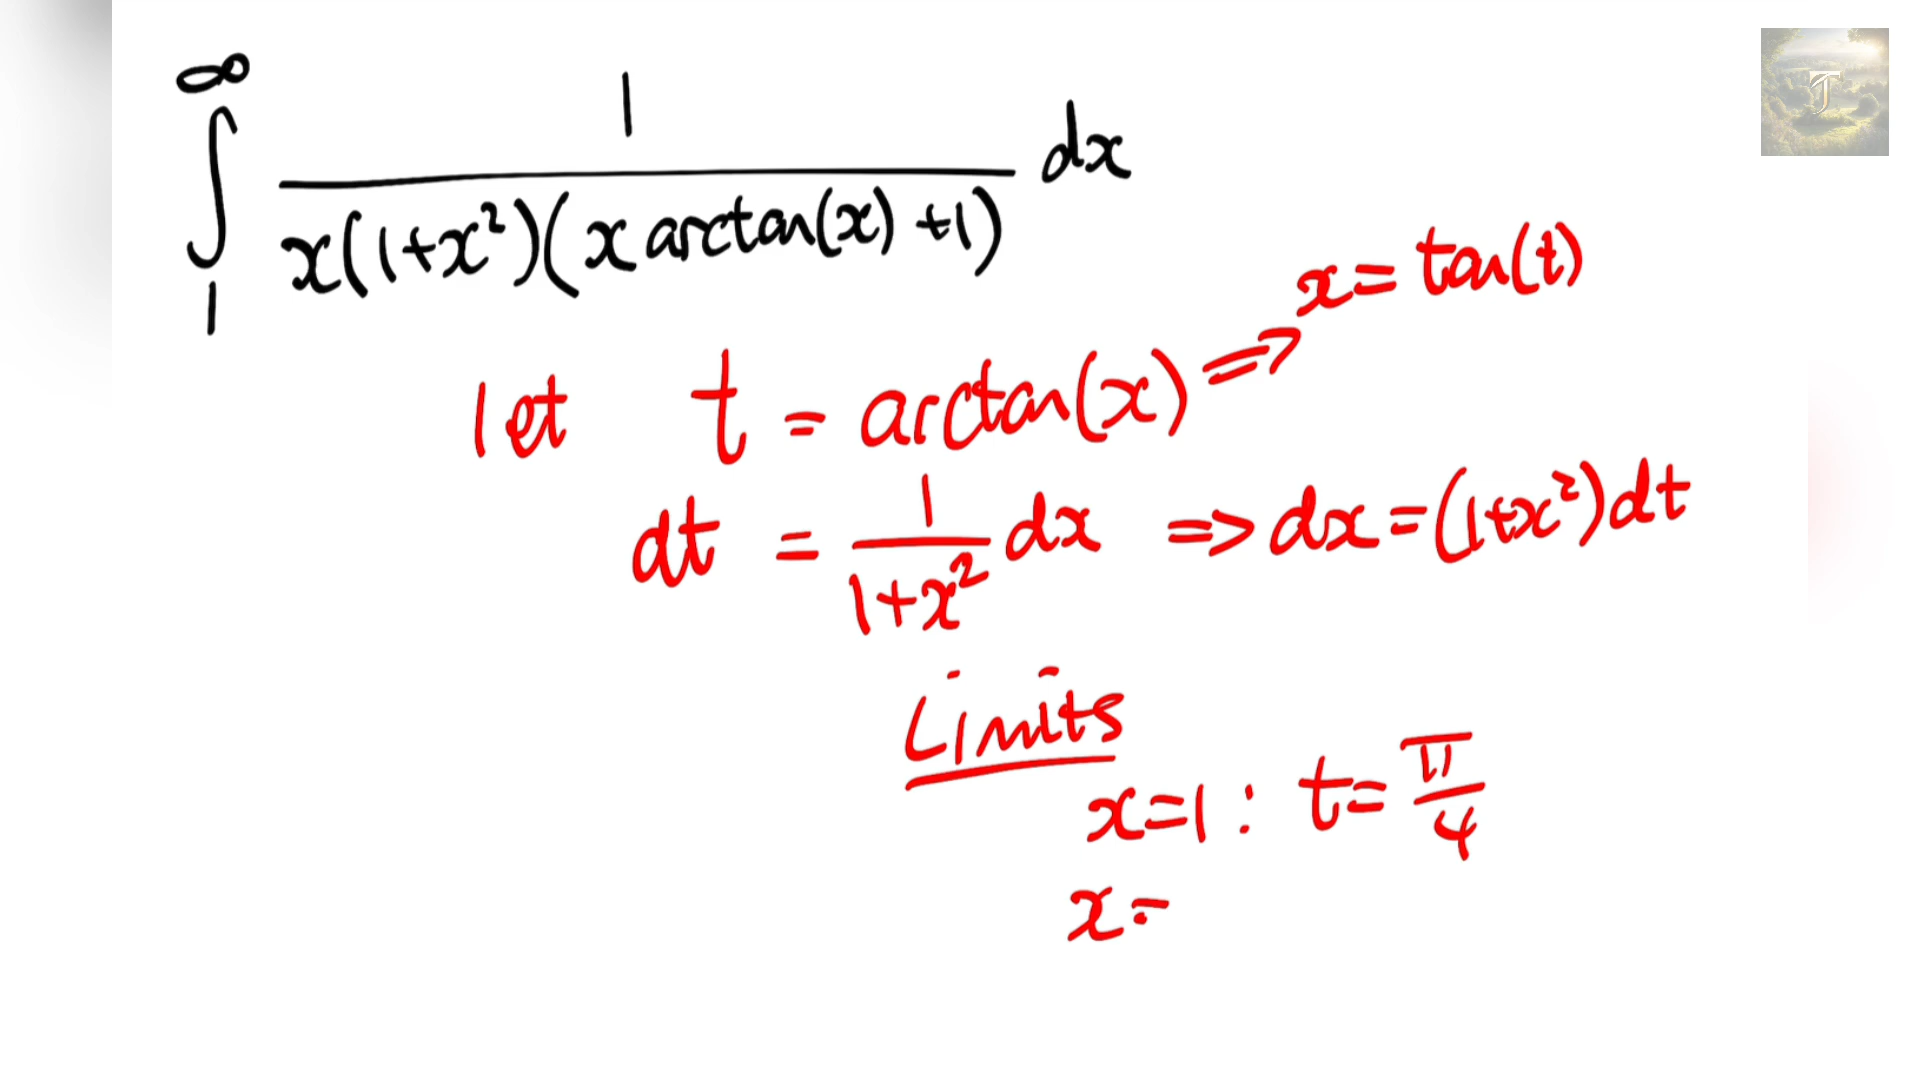 ∫₁^∞ 1/(x(1+x²)(x arctan(x) +1)) dx
let t = arctan(x) => x = tan(t)
dt = 1/(1+x²) dx => dx = (1+x²)dt
Limits
x=1 : t= π/4
x=
J